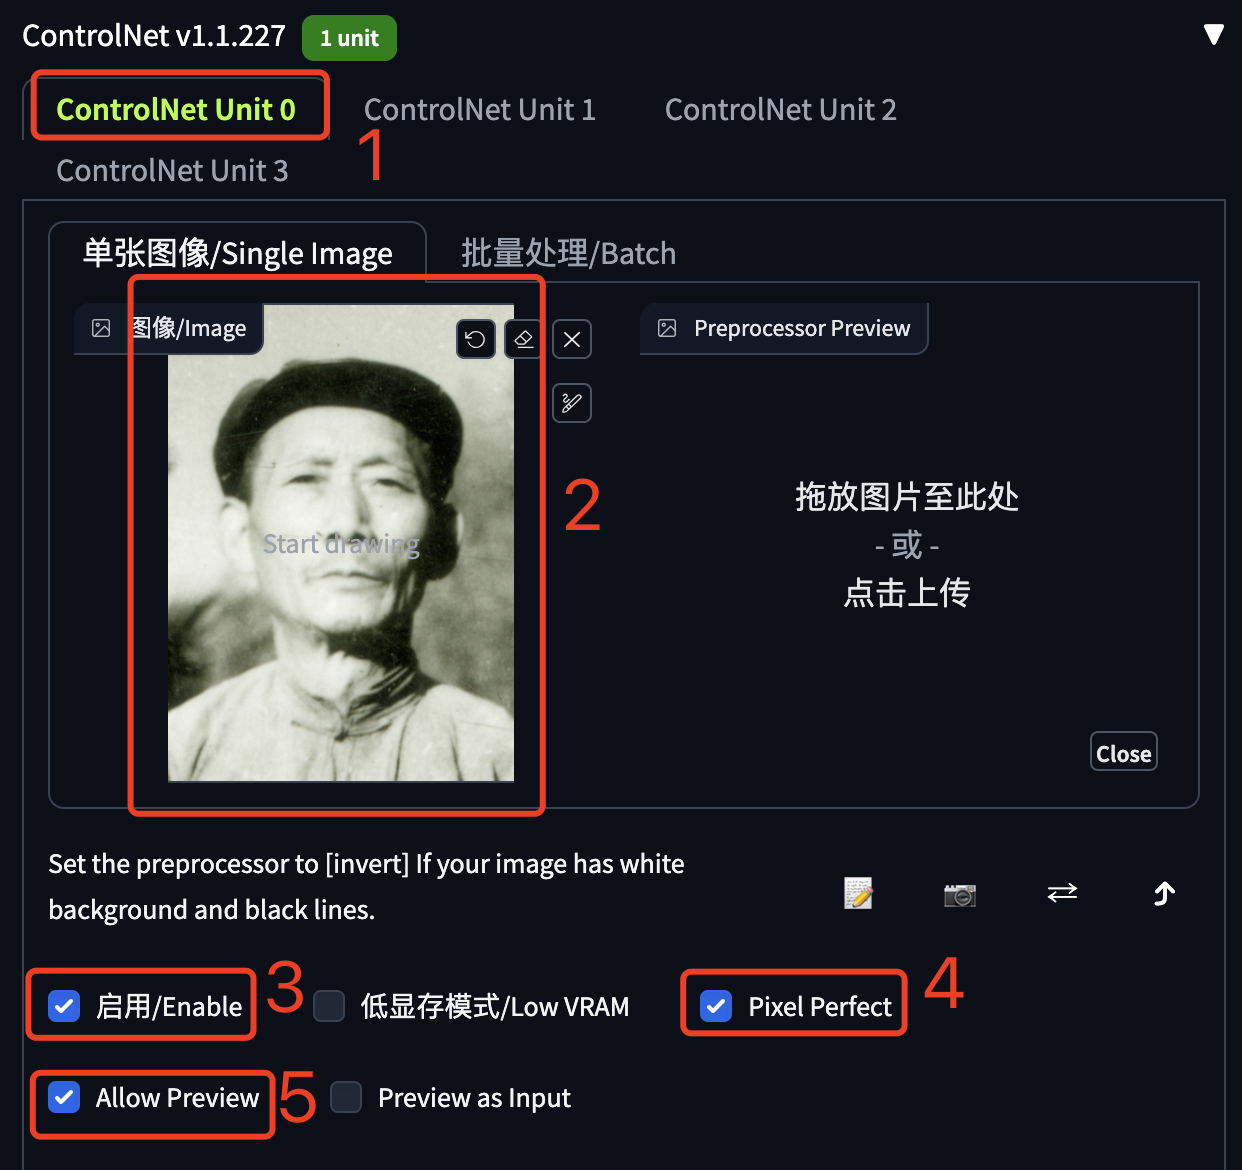 ControlNet v1.1.227 1 unit
ControlNet Unit 0 ControlNet Unit 1 ControlNet Unit 2
1
ControlNet Unit 3
单张图像/Single Image 批量处理/Batch
图像/Image
Preprocessor Preview
Start drawing
2
拖放图片至此处
- 或 -
点击上传
Close
Set the preprocessor to [invert] If your image has white
background and black lines.
启用/Enable 3 低显存模式/Low VRAM Pixel Perfect 4
Allow Preview 5 Preview as Input